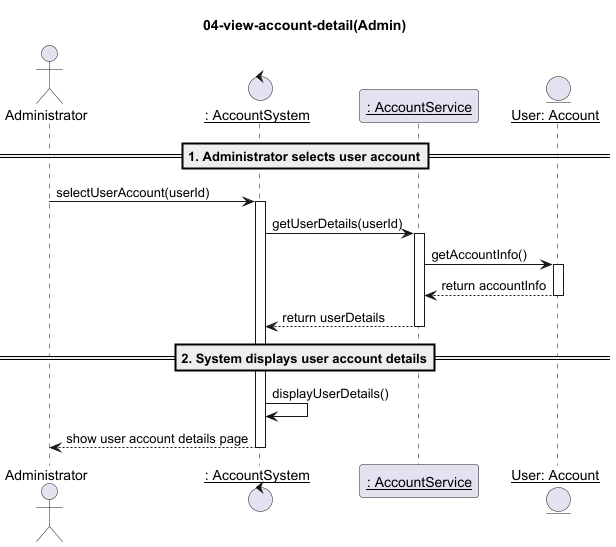 04-view-account-detail(Admin)
Administrator
: AccountSystem
: AccountService
User: Account
1. Administrator selects user account
selectUserAccount(userId)
getUserDetails(userId)
getAccountInfo()
return accountInfo
return userDetails
2. System displays user account details
displayUserDetails()
show user account details page
Administrator
: AccountSystem
: AccountService
User: Account